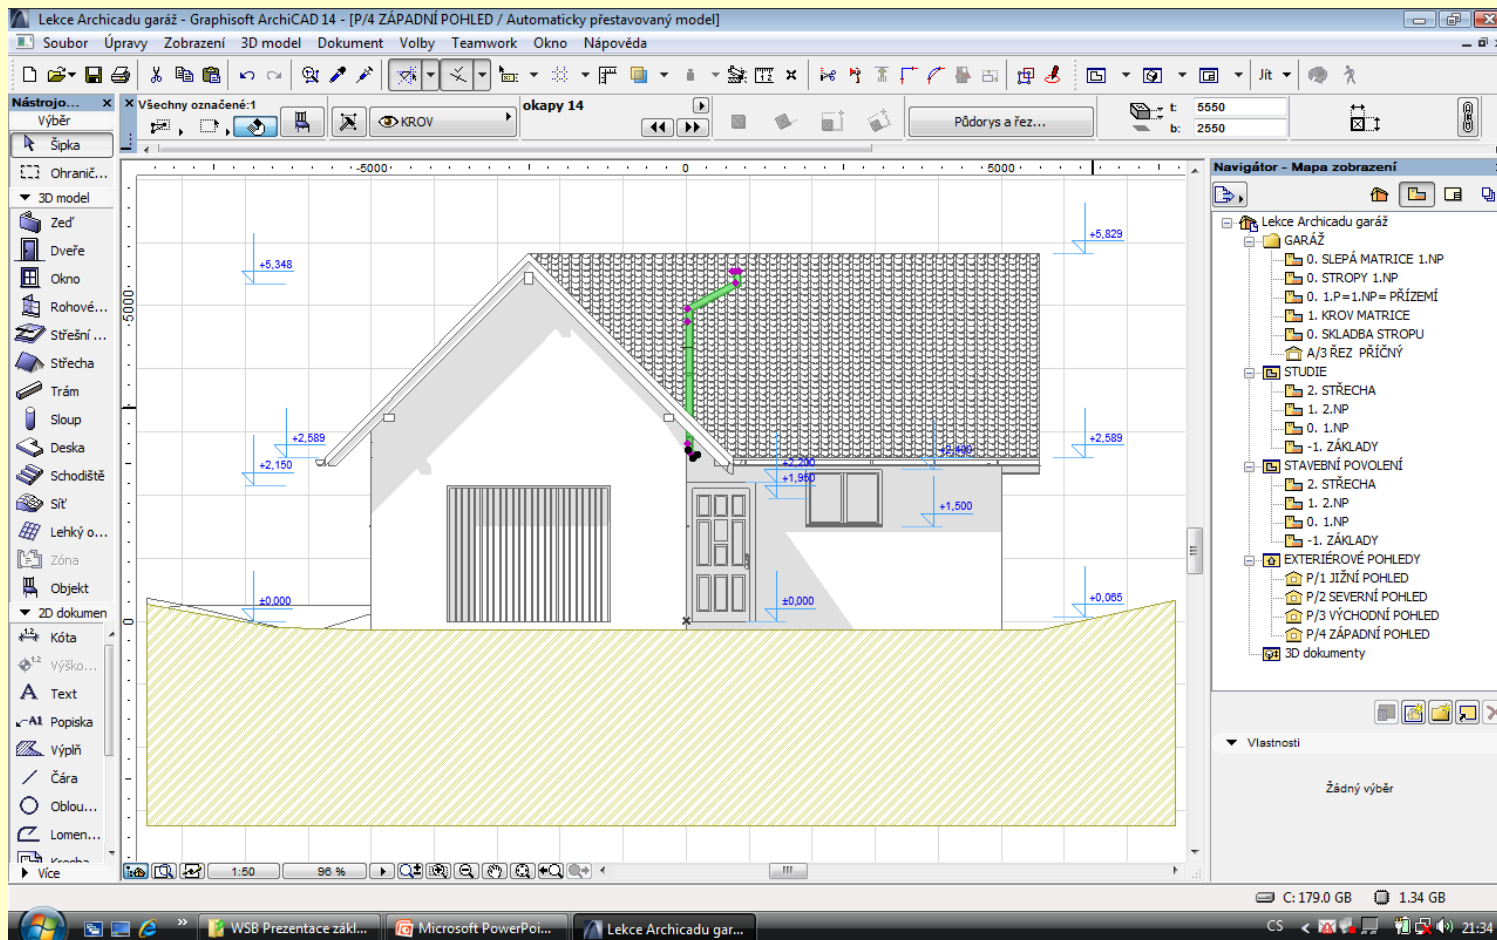 Lekce Archicadu garáž - Graphisoft ArchiCAD 14 - [P/4 ZÁPADNÍ POHLED / Automaticky přestavovaný model]
Soubor Úpravy Zobrazení 3D model Dokument Volby Teamwork Okno Nápověda
Jít
Nástrojo...
Výběr
Šipka
Ohranič...
3D model
Zeď
Dveře
Okno
Rohové...
Střešní ...
Střecha
Trám
Sloup
Deska
Schodiště
Síť
Lehký o...
Zóna
Objekt
2D dokumen
Kóta
Výško...
Text
Popiska
Výplň
Čára
Oblou...
Lomen...
Více
Všechny označené:1
KROV
okapy 14
Půdorys a řez...
t: 5550
b: 2550
-5000 0 5000
5000
0
+5,348
+5,829
+2,589
+2,150
+2,589
+2,200
+1,950
+1,500
±0,000
±0,000
+0,065
1:50
96 %
Navigátor - Mapa zobrazení
Lekce Archicadu garáž
GARÁŽ
0. SLEPÁ MATRICE 1.NP
0. STROPY 1.NP
0. 1.P=1.NP= PŘÍZEMÍ
1. KROV MATRICE
0. SKLADBA STROPU
A/3 ŘEZ PŘÍČNÝ
STUDIE
2. STŘECHA
1. 2.NP
0. 1.NP
-1. ZÁKLADY
STAVEBNÍ POVOLENÍ
2. STŘECHA
1. 2.NP
0. 1.NP
-1. ZÁKLADY
EXTERIÉROVÉ POHLEDY
P/1 JIŽNÍ POHLED
P/2 SEVERNÍ POHLED
P/3 VÝCHODNÍ POHLED
P/4 ZÁPADNÍ POHLED
3D dokumenty
Vlastnosti
Žádný výběr
C: 179.0 GB 1.34 GB
WSB Prezentace zákl...
Microsoft PowerPoi...
Lekce Archicadu gar...
CS
21:34